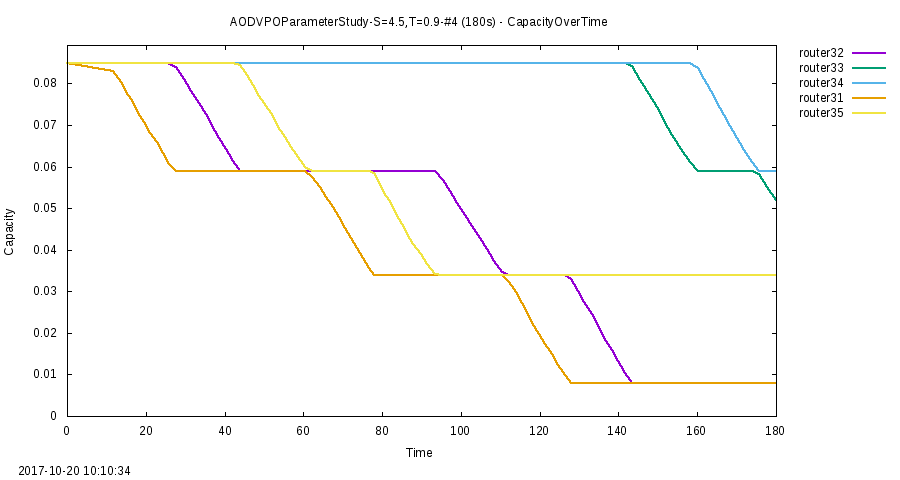 AODVPOParameterStudy-S=4.5,T=0.9-#4 (180s) - CapacityOverTime
router32
router33
router34
router31
router35
0.08
0.07
0.06
0.05
0.04
0.03
0.02
0.01
0
Capacity
0 20 40 60 80 100 120 140 160 180
Time
2017-10-20 10:10:34